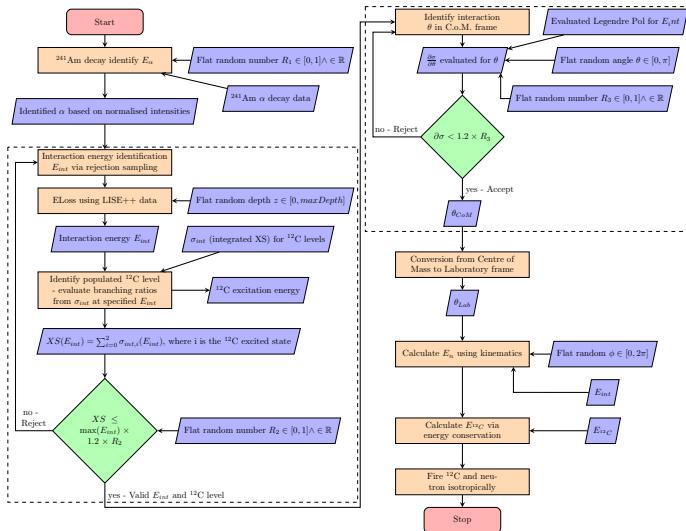 Start
²⁴¹Am decay identify Eα
Flat random number R₁ ∈ [0, 1]∧ ∈ ℝ
²⁴¹Am α decay data
Identified α based on normalised intensities
Interaction energy identification
E_int via rejection sampling
ELoss using LISE++ data
Flat random depth z ∈ [0, maxDepth]
Interaction energy E_int
σ_int (integrated XS) for ¹²C levels
Identify populated ¹²C level
- evaluate branching ratios
from σ_int at specified E_int
¹²C excitation energy
XS(E_int) = ∑²ᵢ₌₀ σ_int,i(E_int), where i is the ¹²C excited state
no -
Reject
XS ≤
max(E_int) ×
1.2 × R₂
Flat random number R₂ ∈ [0, 1]∧ ∈ ℝ
yes - Valid E_int and ¹²C level
Identify interaction
θ in C.o.M. frame
Evaluated Legendre Pol for E_int
∂σ/∂θ evaluated for θ
Flat random angle θ ∈ [0, π]
Flat random number R₃ ∈ [0, 1]∧ ∈ ℝ
no - Reject
∂σ < 1.2 × R₃
yes - Accept
θ_CoM
Conversion from Centre of
Mass to Laboratory frame
θ_Lab
Calculate Eₙ using kinematics
Flat random ϕ ∈ [0, 2π]
E_int
Calculate E_¹²C via
energy conservation
E_¹²C
Fire ¹²C and neu-
tron isotropically
Stop